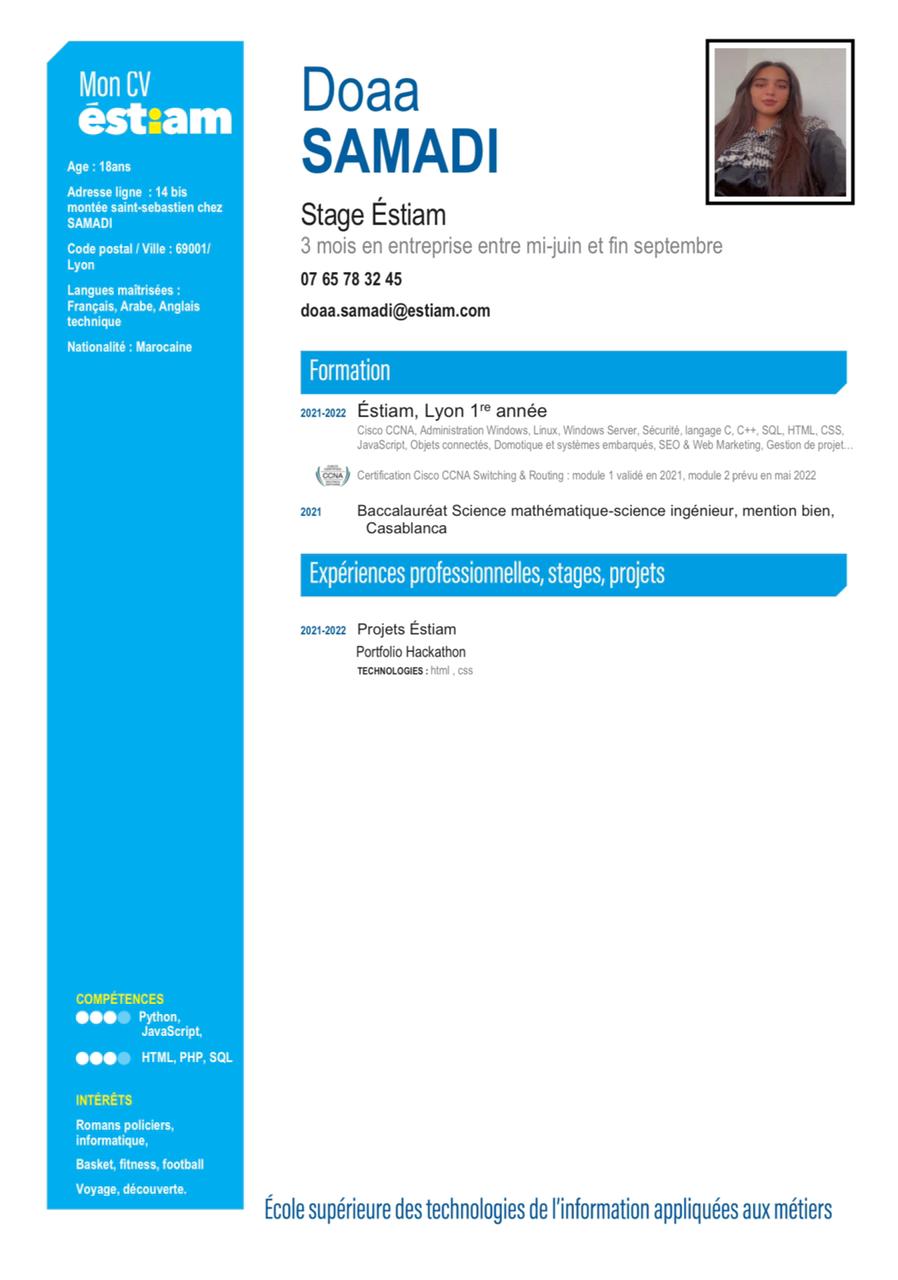 Mon CV
éstiam
Age : 18ans
Adresse ligne : 14 bis
montée saint-sebastien chez
SAMADI
Code postal / Ville : 69001/
Lyon
Langues maîtrisées :
Français, Arabe, Anglais
technique
Nationalité : Marocaine
COMPÉTENCES
Python,
JavaScript,
HTML, PHP, SQL
INTÉRÊTS
Romans policiers,
informatique,
Basket, fitness, football
Voyage, découverte.
Doaa
SAMADI
Stage Éstiam
3 mois en entreprise entre mi-juin et fin septembre
07 65 78 32 45
doaa.samadi@estiam.com
Formation
2021-2022 Éstiam, Lyon 1re année
Cisco CCNA, Administration Windows, Linux, Windows Server, Sécurité, langage C, C++, SQL, HTML, CSS,
JavaScript, Objets connectés, Domotique et systèmes embarqués, SEO & Web Marketing, Gestion de projet…
CCNA Certification Cisco CCNA Switching & Routing : module 1 validé en 2021, module 2 prévu en mai 2022
2021 Baccalauréat Science mathématique-science ingénieur, mention bien,
Casablanca
Expériences professionnelles, stages, projets
2021-2022 Projets Éstiam
Portfolio Hackathon
TECHNOLOGIES : html , css
École supérieure des technologies de l'information appliquées aux métiers